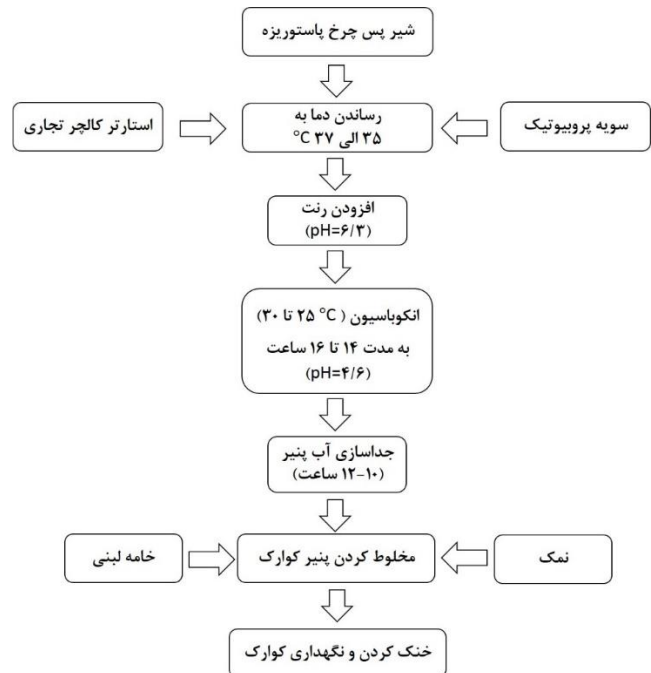 شیر پس چرخ پاستوریزه
سویه پروبیوتیک
رساندن دما به
۳۵ الی ۳۷ °C
استارتر کالچر تجاری
افزودن رنت
(pH=۶/۳)
انکوباسیون ( °C ۲۵ تا ۳۰)
به مدت ۱۴ تا ۱۶ ساعت
(pH=۴/۶)
جداسازی آب پنیر
(۱۰-۱۲ ساعت)
نمک
مخلوط کردن پنیر کوارک
خامه لبنی
خنک کردن و نگهداری کوارک